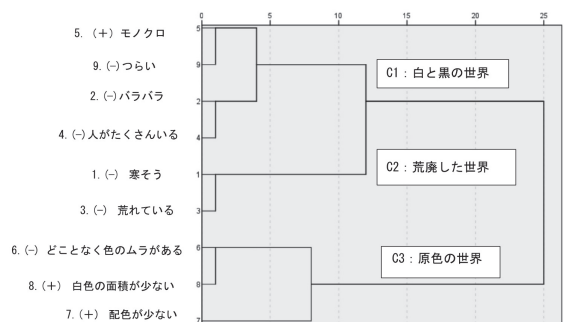 0 5 10 15 20 25
5. （+）モノクロ 5
9. (-)つらい 9
C1：白と黒の世界
2. (-)バラバラ 2
4. (-)人がたくさんいる 4
1. (-) 寒そう 1
C2：荒廃した世界
3. (-) 荒れている 3
6. (-) どことなく色のムラがある 6
C3：原色の世界
8. (+) 白色の面積が少ない 8
7. (+) 配色が少ない 7